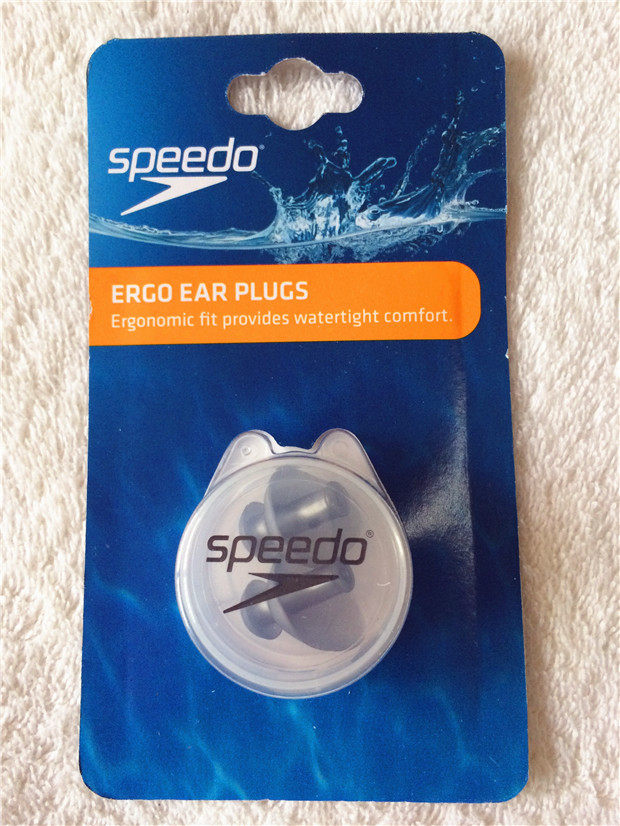 speedo®
ERGO EAR PLUGS
Ergonomic fit provides watertight comfort.
speedo®